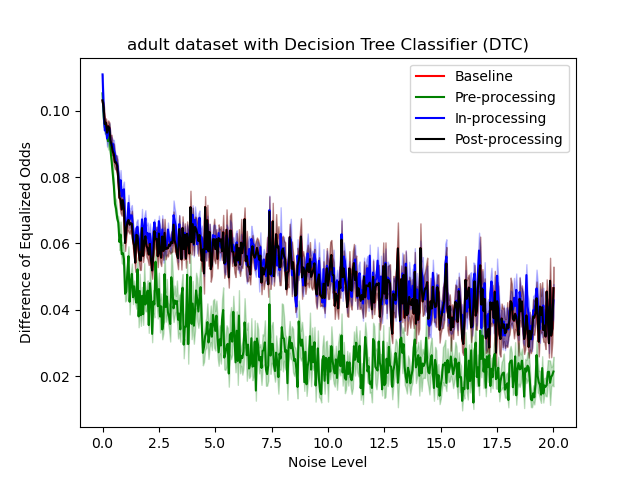 adult dataset with Decision Tree Classifier (DTC)
Baseline
Pre-processing
In-processing
Post-processing
Difference of Equalized Odds
0.10
0.08
0.06
0.04
0.02
0.0 2.5 5.0 7.5 10.0 12.5 15.0 17.5 20.0
Noise Level